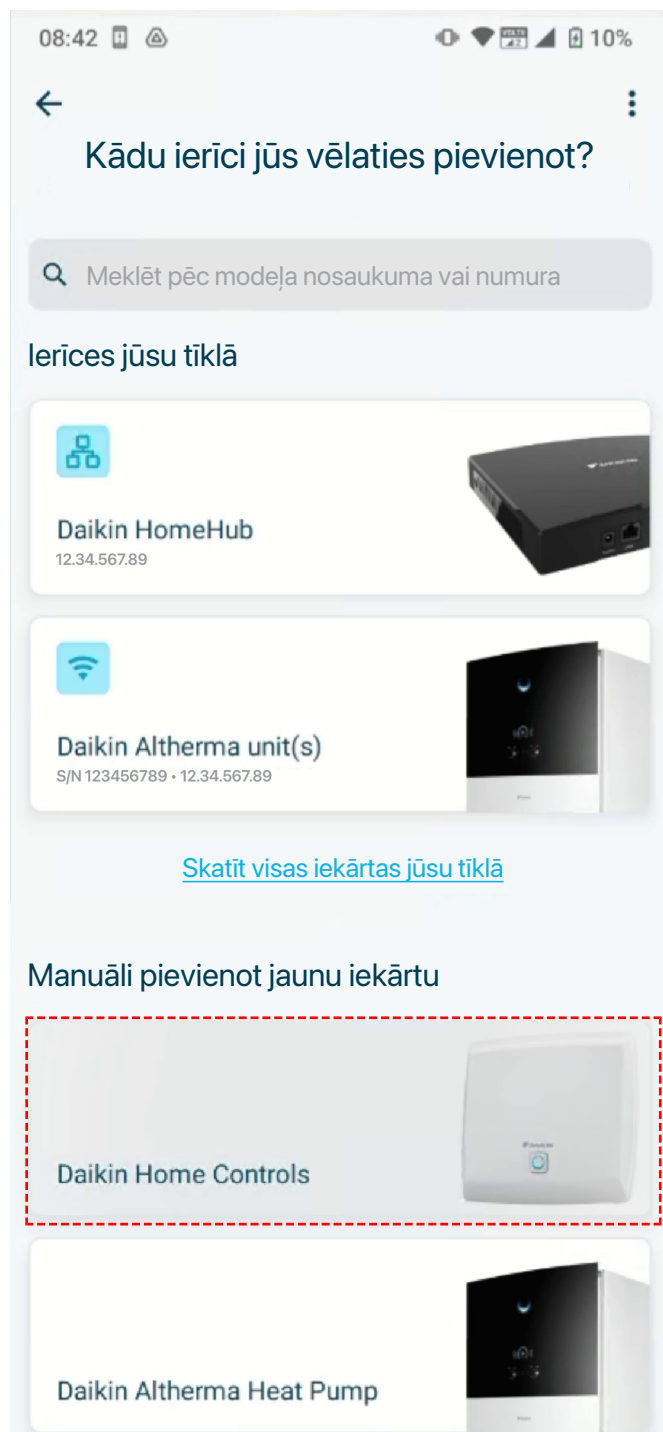 08:42
10%
Kādu ierīci jūs vēlaties pievienot?
Meklēt pēc modeļa nosaukuma vai numura
Ierīces jūsu tīklā
Daikin HomeHub
12.34.567.89
Daikin Altherma unit(s)
S/N 123456789 • 12.34.567.89
Skatīt visas iekārtas jūsu tīklā
Manuāli pievienot jaunu iekārtu
DAIKIN
Daikin Home Controls
Daikin Altherma Heat Pump